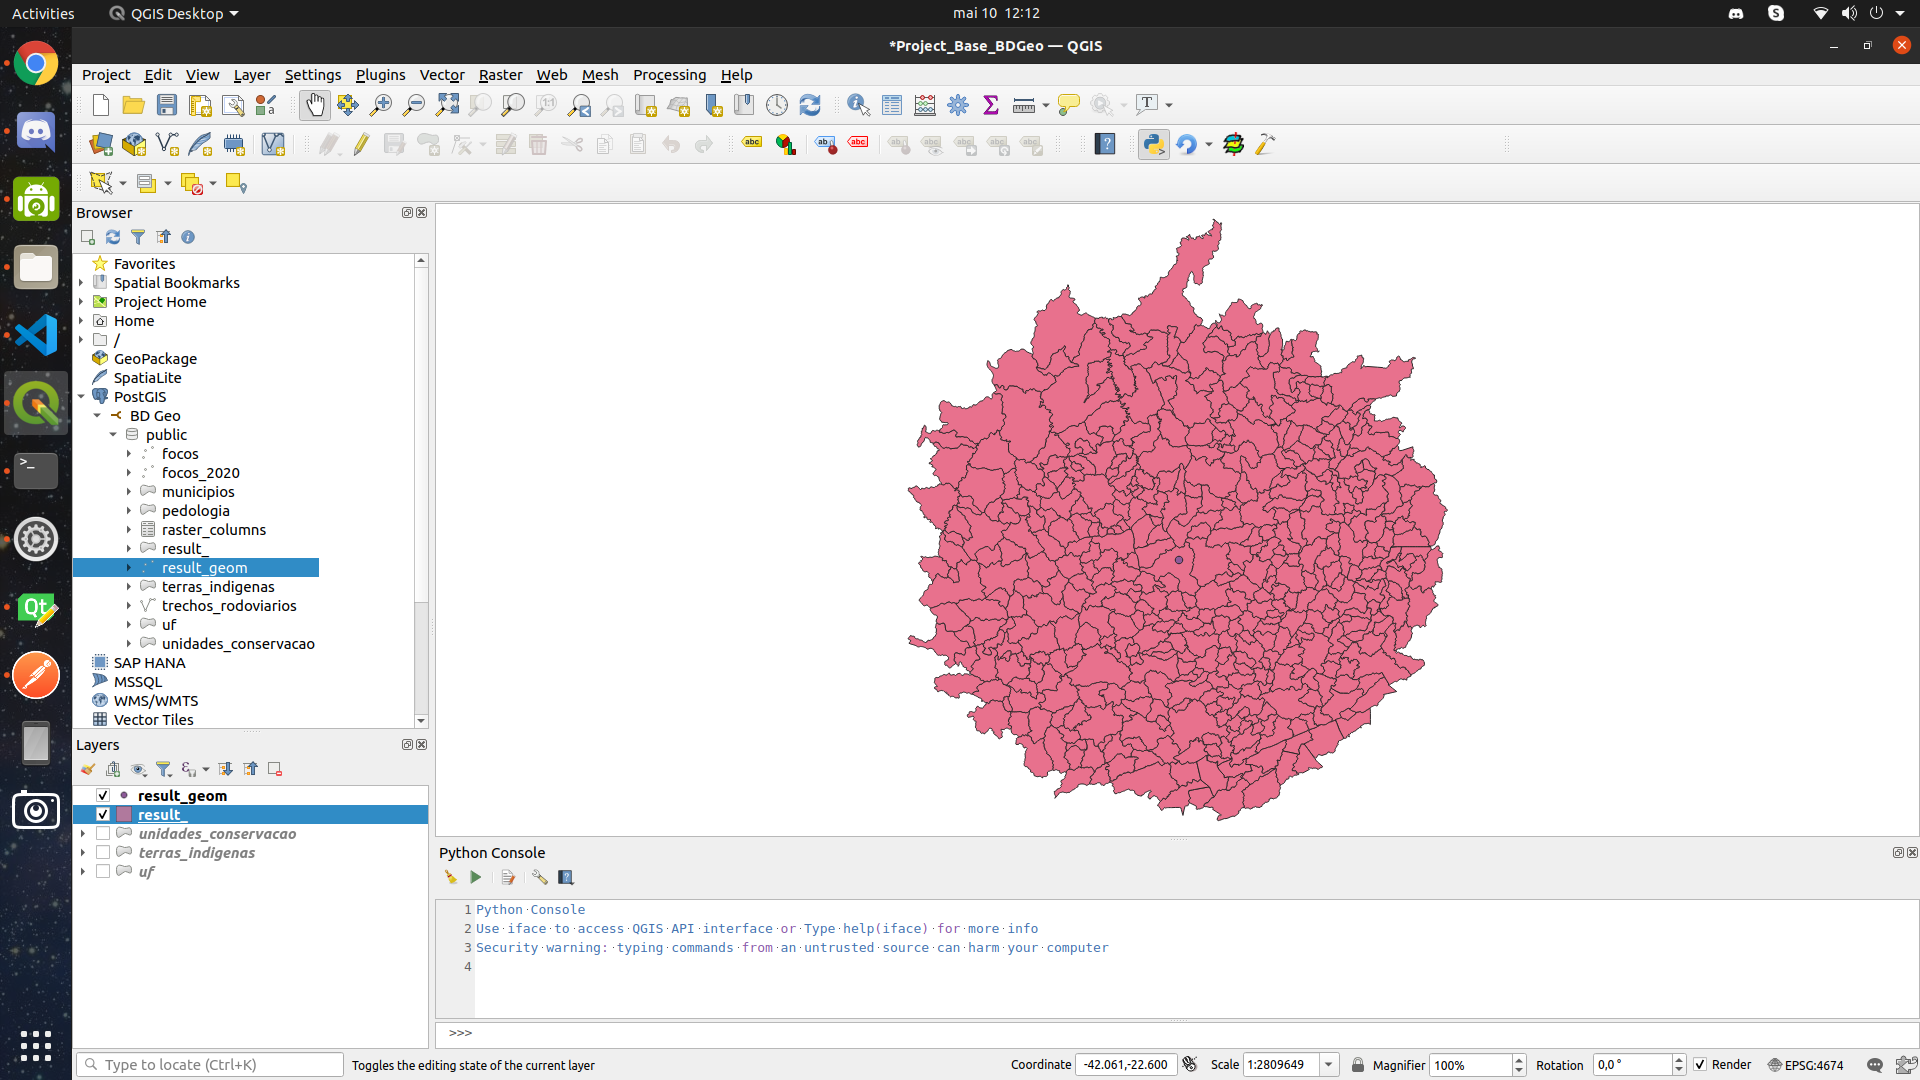 Activities
QGIS Desktop
mai 10 12:12
*Project_Base_BDGeo — QGIS
Project Edit View Layer Settings Plugins Vector Raster Web Mesh Processing Help
Browser
Favorites
Spatial Bookmarks
Project Home
Home
/
GeoPackage
SpatiaLite
PostGIS
BD Geo
public
focos
focos_2020
municipios
pedologia
raster_columns
result_
result_geom
terras_indigenas
trechos_rodoviarios
uf
unidades_conservacao
SAP HANA
MSSQL
WMS/WMTS
Vector Tiles
Layers
result_geom
result_
unidades_conservacao
terras_indigenas
uf
Python Console
1 Python Console
2 Use iface to access QGIS API interface or Type help(iface) for more info
3 Security warning: typing commands from an untrusted source can harm your computer
4
>>>
Type to locate (Ctrl+K)
Toggles the editing state of the current layer
Coordinate -42.061,-22.600
Scale 1:2809649
Magnifier 100%
Rotation 0,0 °
Render
EPSG:4674